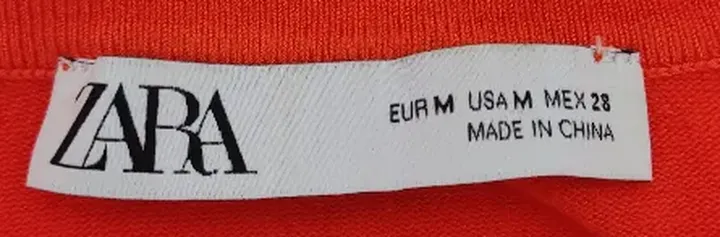 ZARA
EUR M USA M MEX 28
MADE IN CHINA